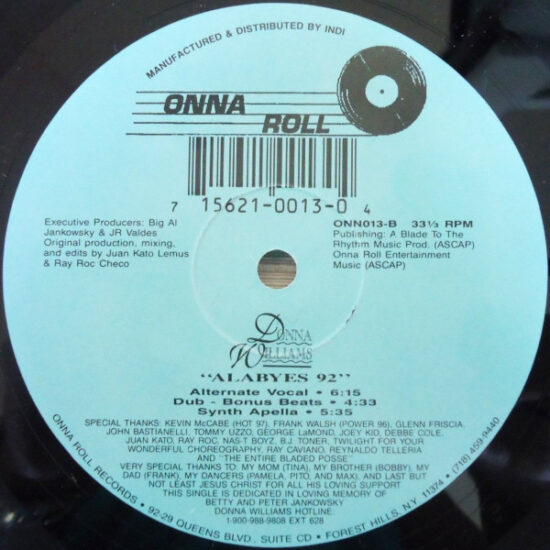 MANUFACTURED & DISTRIBUTED BY INDI
ONNA
ROLL
7 15621-0013-0 4
Executive Producers: Big Al
Jankowsky & JR Valdes
Original production, mixing,
and edits by Juan Kato Lemus
& Ray Roc Checo
ONN013-B 33⅓ RPM
Publishing: A Blade To The
Rhythm Music Prod. (ASCAP)
Onna Roll Entertainment
Music (ASCAP)
DONNA
WILLIAMS
"ALABYES 92"
Alternate Vocal • 6:15
Dub - Bonus Beats • 4:33
Synth Apella • 5:35
SPECIAL THANKS: KEVIN McCABE (HOT 97), FRANK WALSH (POWER 96), GLENN FRISCIA,
JOHN BASTIANELLI, TOMMY UZZO, GEORGE LaMOND, JOEY KID, DEBBE COLE,
JUAN KATO, RAY ROC, NAS-T BOYZ, B.J. TONER, TWILIGHT FOR YOUR
WONDERFUL CHOREOGRAPHY, RAY CAVIANO, REYNALDO TELLERIA
AND "THE ENTIRE BLADED POSSE"
VERY SPECIAL THANKS TO: MY MOM (TINA), MY BROTHER (BOBBY), MY
DAD (FRANK), MY DANCERS (PAMELA, PITO, AND MAX), AND LAST BUT
NOT LEAST JESUS CHRIST FOR ALL HIS LOVING SUPPORT
THIS SINGLE IS DEDICATED IN LOVING MEMORY OF
BETTY AND PETER JANKOWSKY
DONNA WILLIAMS HOTLINE:
1-900-988-9808 EXT 628
ONNA ROLL RECORDS • 92-29 QUEENS BLVD., SUITE CD • FOREST HILLS, NY 11374 • (718) 459-9440